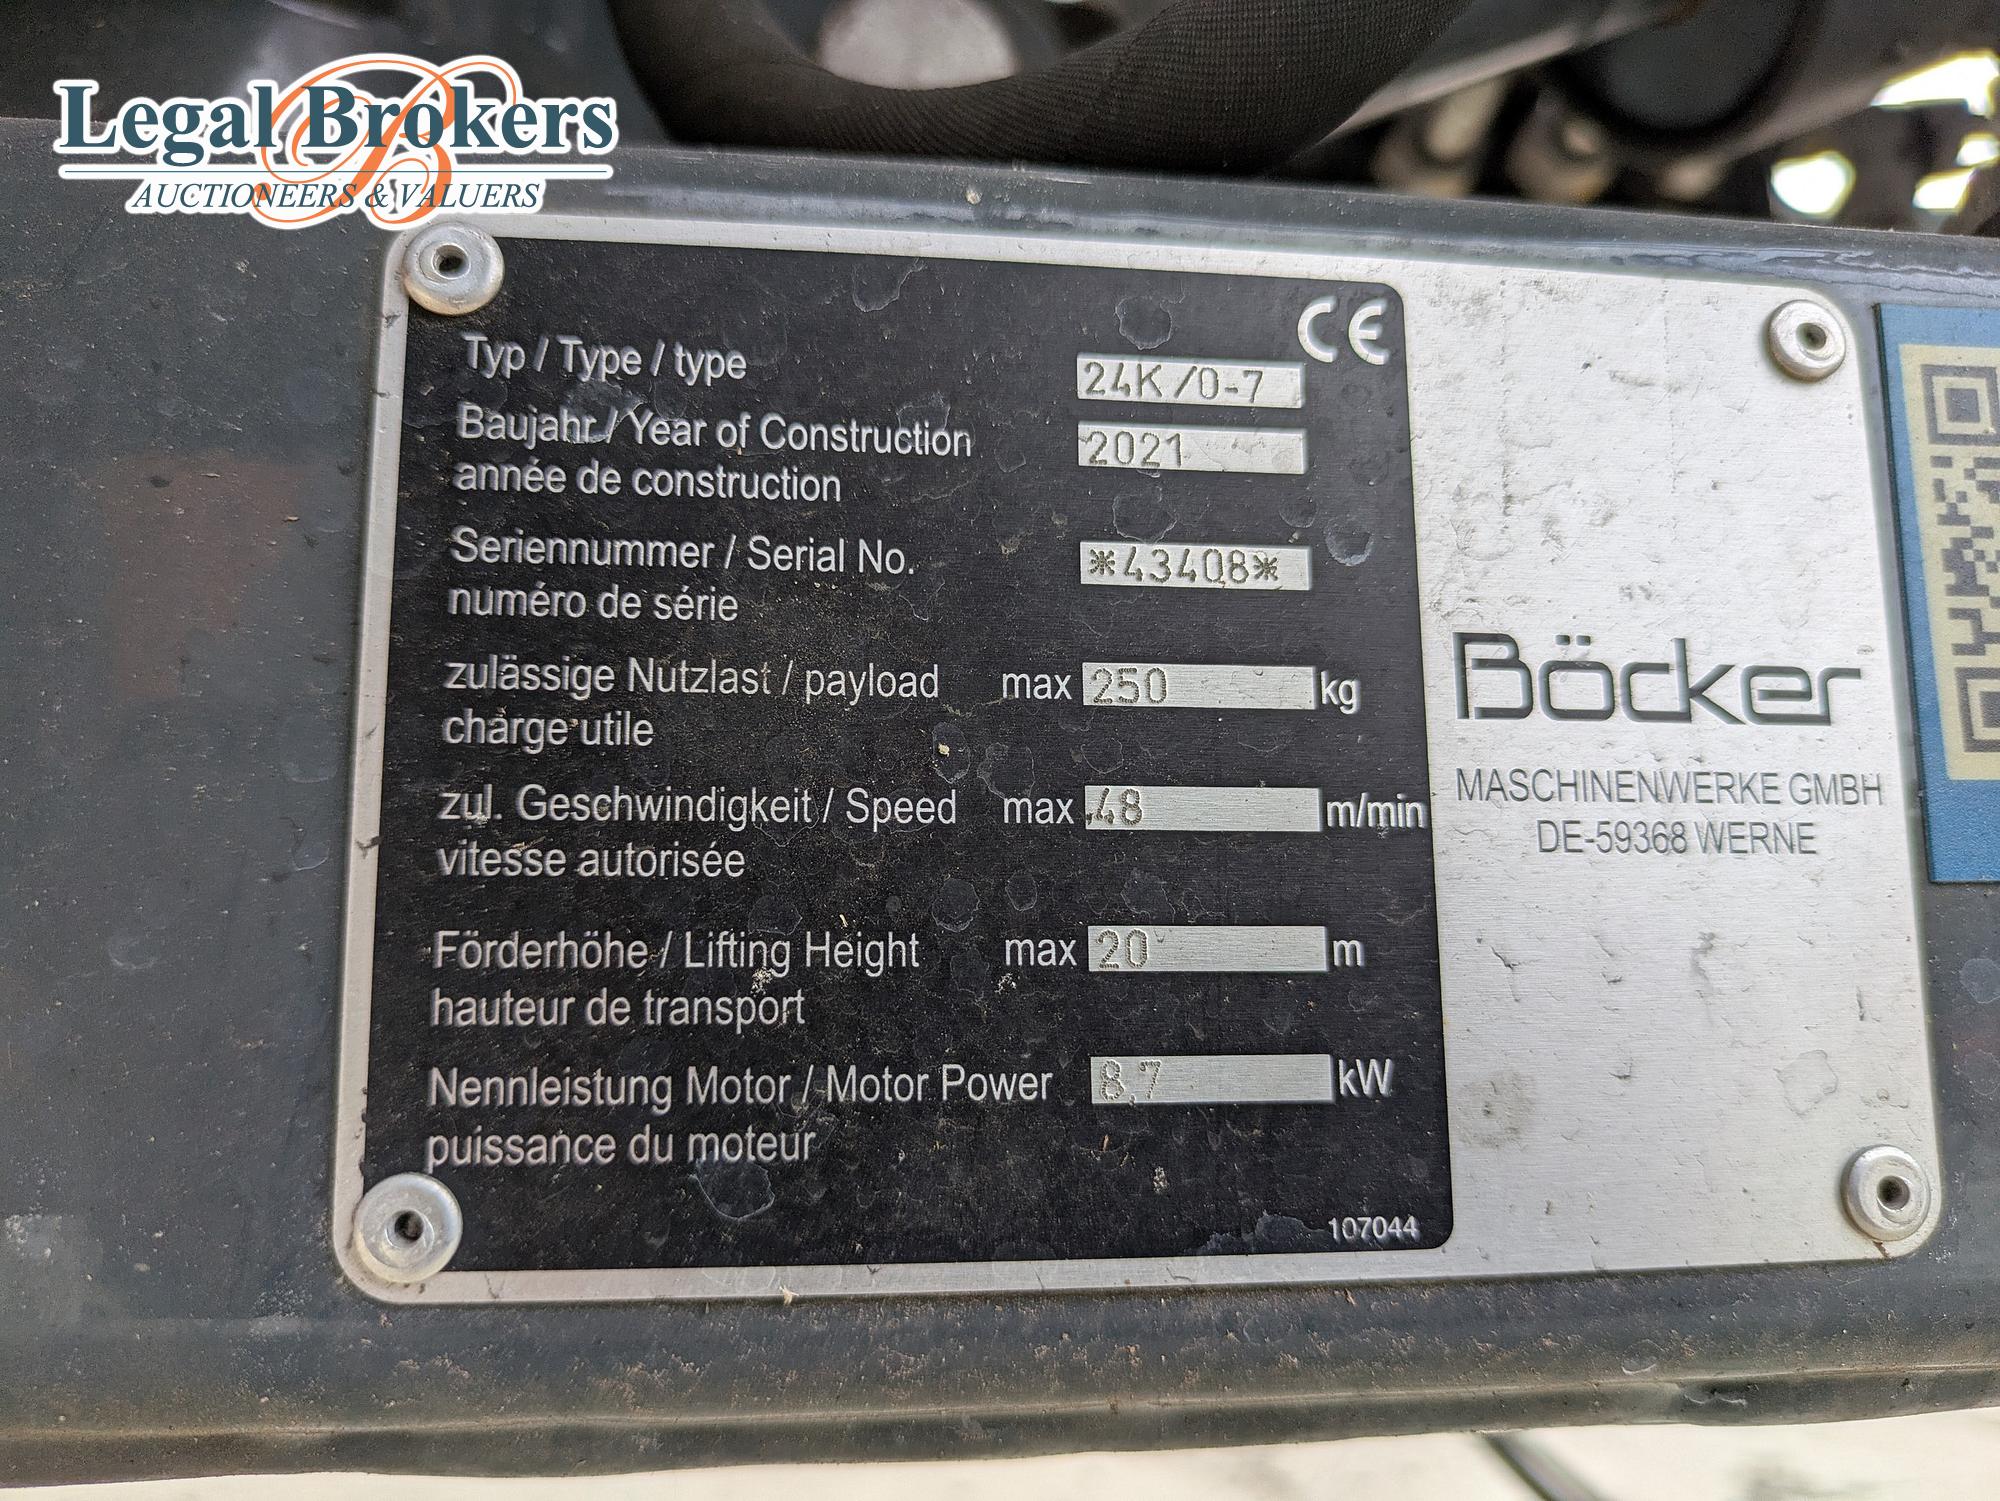 Legal Brokers
AUCTIONEERS & VALUERS
CE
Typ / Type / type 24K/0-7
Baujahr / Year of Construction 2021
année de construction
Seriennummer / Serial No. *43408*
numéro de série
zulässige Nutzlast / payload max 250 kg
charge utile
zul. Geschwindigkeit / Speed max 48 m/min
vitesse autorisée
Förderhöhe / Lifting Height max 20 m
hauteur de transport
Nennleistung Motor / Motor Power 8,7 kW
puissance du moteur
107044
Böcker
MASCHINENWERKE GMBH
DE-59368 WERNE